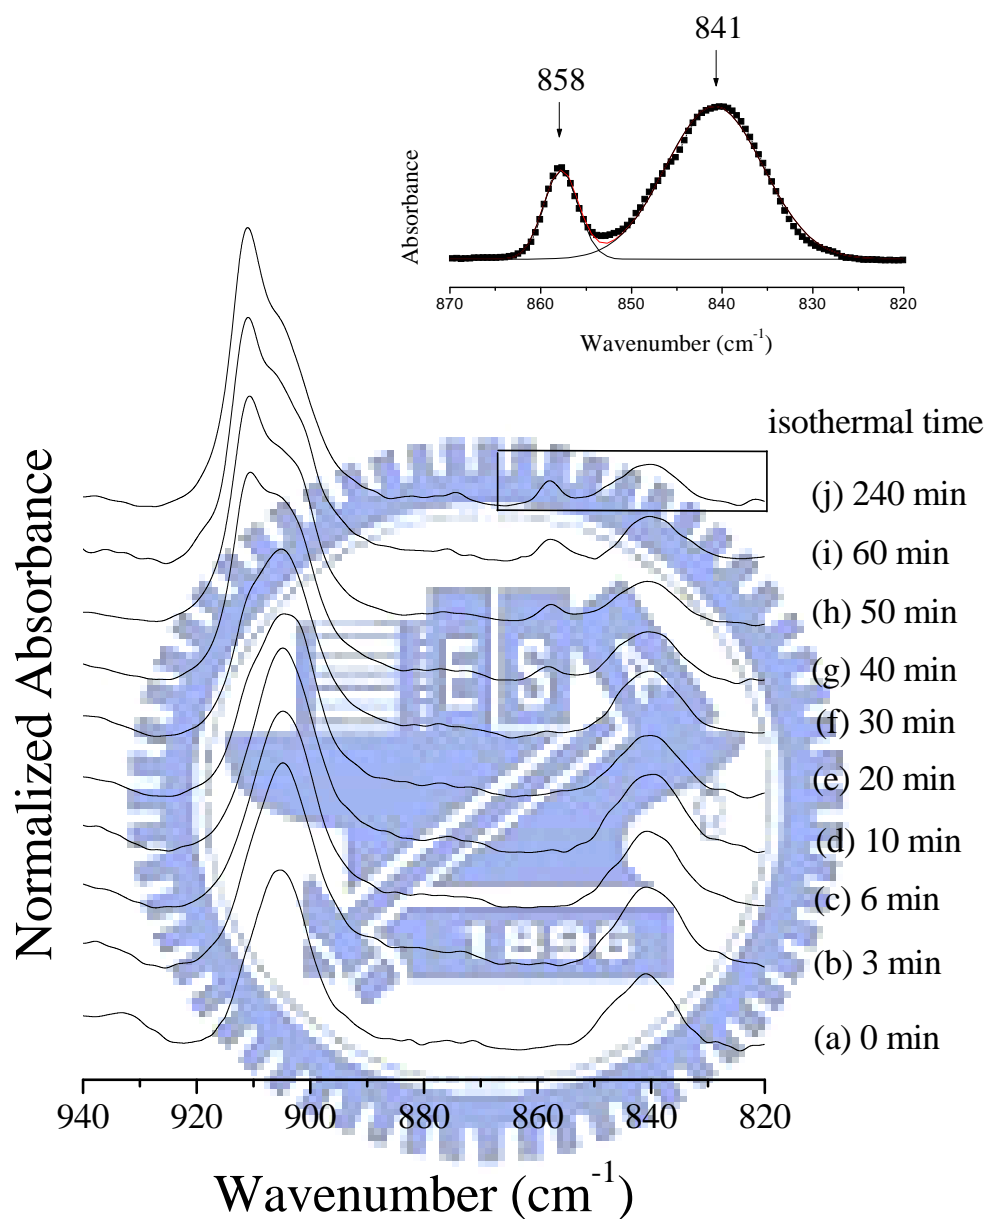 841
858
Absorbance
870 860 850 840 830 820
Wavenumber (cm-1)
isothermal time
(j) 240 min
(i) 60 min
(h) 50 min
(g) 40 min
(f) 30 min
(e) 20 min
(d) 10 min
(c) 6 min
(b) 3 min
(a) 0 min
Normalized Absorbance
1896
940 920 900 880 860 840 820
Wavenumber (cm-1)